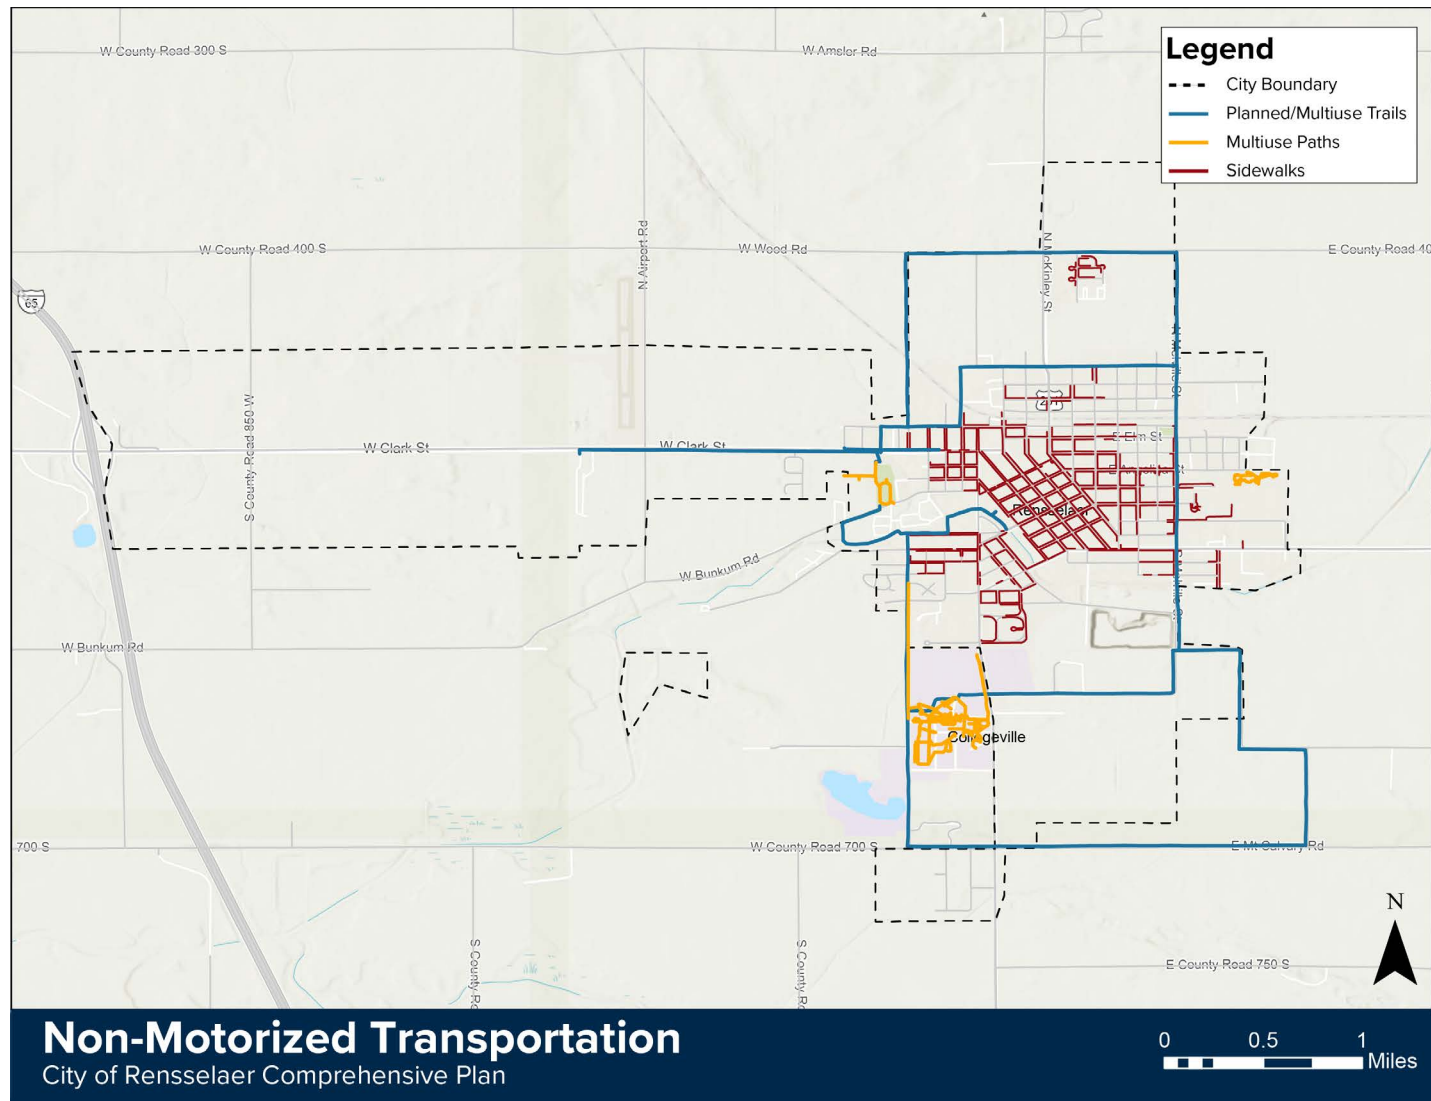 W County Road 300 S
W Amsler Rd
Legend
City Boundary
Planned/Multiuse Trails
Multiuse Paths
Sidewalks
N Airport Rd
N McKinley St
W County Road 400 S
W Wood Rd
E County Road 40
65
S County Road 850 W
W Clark St
W Clark St
E Elm St
Rensselaer
W Bunkum Rd
W Bunkum Rd
Collegeville
700 S
W County Road 700 S
E Mt Calvary Rd
N
S County Rd
S County Rd
E County Road 750 S
Non-Motorized Transportation
City of Rensselaer Comprehensive Plan
0 0.5 1
Miles